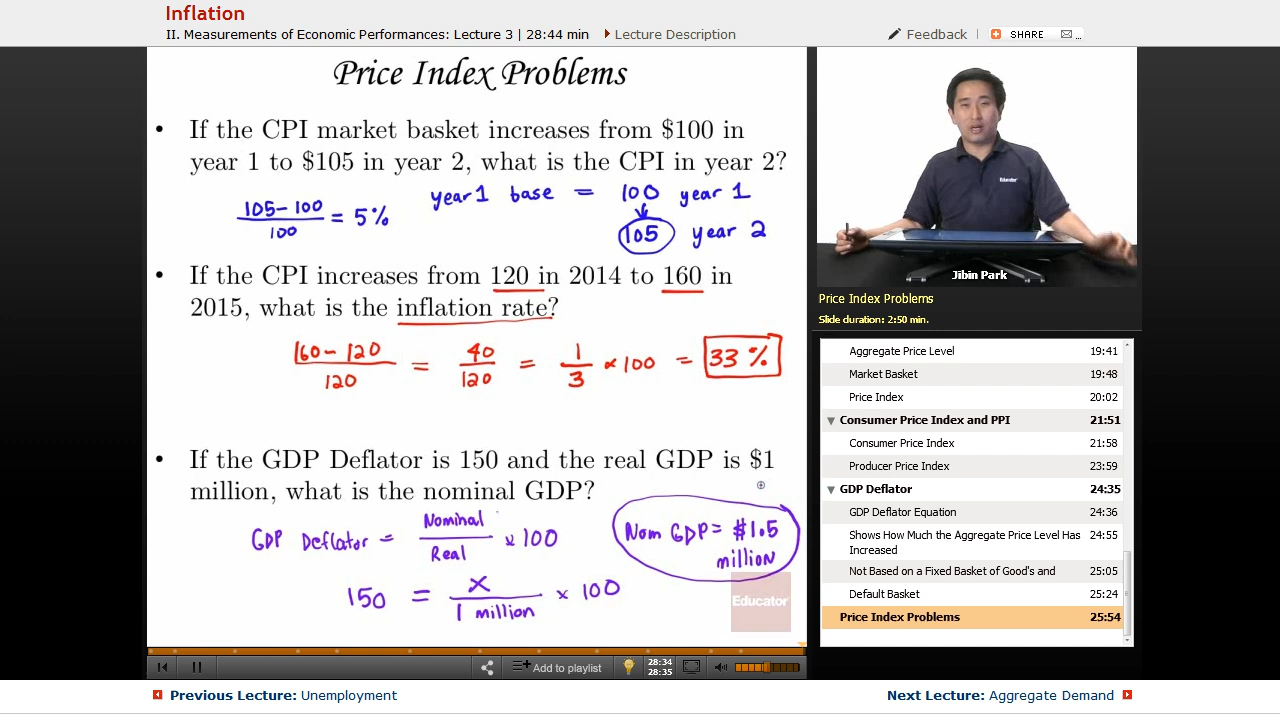 Inflation
II. Measurements of Economic Performances: Lecture 3 | 28:44 min
Lecture Description
Feedback
SHARE
...
Price Index Problems
• If the CPI market basket increases from $100 in
year 1 to $105 in year 2, what is the CPI in year 2?
105-100
100
= 5%
year 1 base = 100 year 1
105 year 2
• If the CPI increases from 120 in 2014 to 160 in
2015, what is the inflation rate?
160-120
120
=
40
120
=
1
3
× 100 = 33%
• If the GDP Deflator is 150 and the real GDP is $1
million, what is the nominal GDP?
GDP Deflator =
Nominal
Real
× 100
Nom GDP = $1.5
million
150 =
X
1 million
× 100
Educator
Educator
Jibin Park
Price Index Problems
Slide duration: 2:50 min.
Aggregate Price Level 19:41
Market Basket 19:48
Price Index 20:02
Consumer Price Index and PPI 21:51
Consumer Price Index 21:58
Producer Price Index 23:59
GDP Deflator 24:35
GDP Deflator Equation 24:36
Shows How Much the Aggregate Price Level Has 24:55
Increased
Not Based on a Fixed Basket of Good's and 25:05
Default Basket 25:24
Price Index Problems 25:54
Add to playlist
28:34
28:35
Previous Lecture: Unemployment
Next Lecture: Aggregate Demand